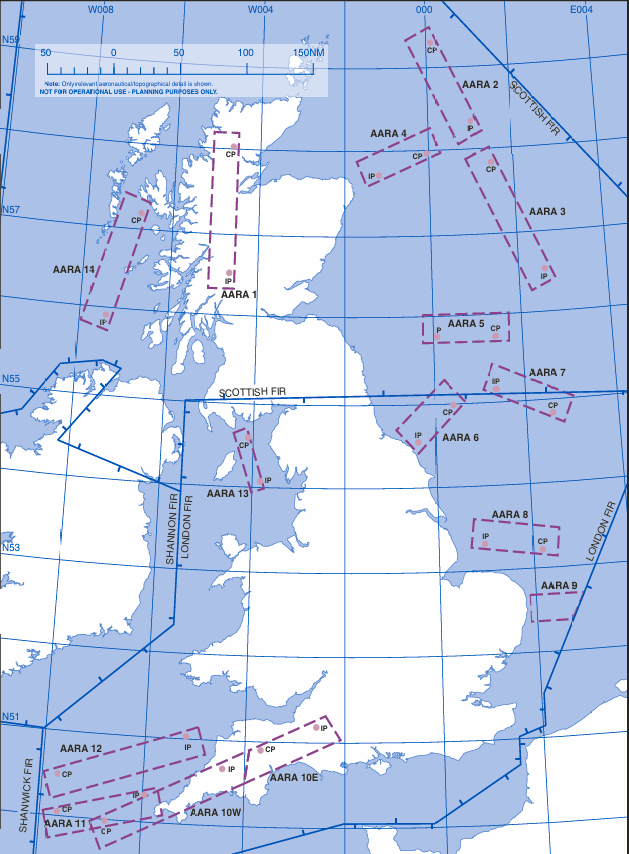 W008
W004
000
E004
N59
50 0 50 100 150NM
*Note: Only relevant aeronautical/topographical detail is shown.
NOT FOR OPERATIONAL USE - PLANNING PURPOSES ONLY.
CP
AARA 2
SCOTTISH FIR
IP
AARA 4
CP
IP
CP
CP
AARA 3
IP
N57
CP
AARA 14
IP
IP
AARA 1
AARA 5
P
CP
N55
SCOTTISH FIR
AARA 7
IP
CP
CP
IP
AARA 6
CP
IP
AARA 13
SHANNON FIR
LONDON FIR
AARA 8
IP
CP
LONDON FIR
N53
AARA 9
N51
AARA 12
IP
CP
IP
CP
IP
AARA 10E
SHANWICK FIR
CP
IP
AARA 11
CP
AARA 10W